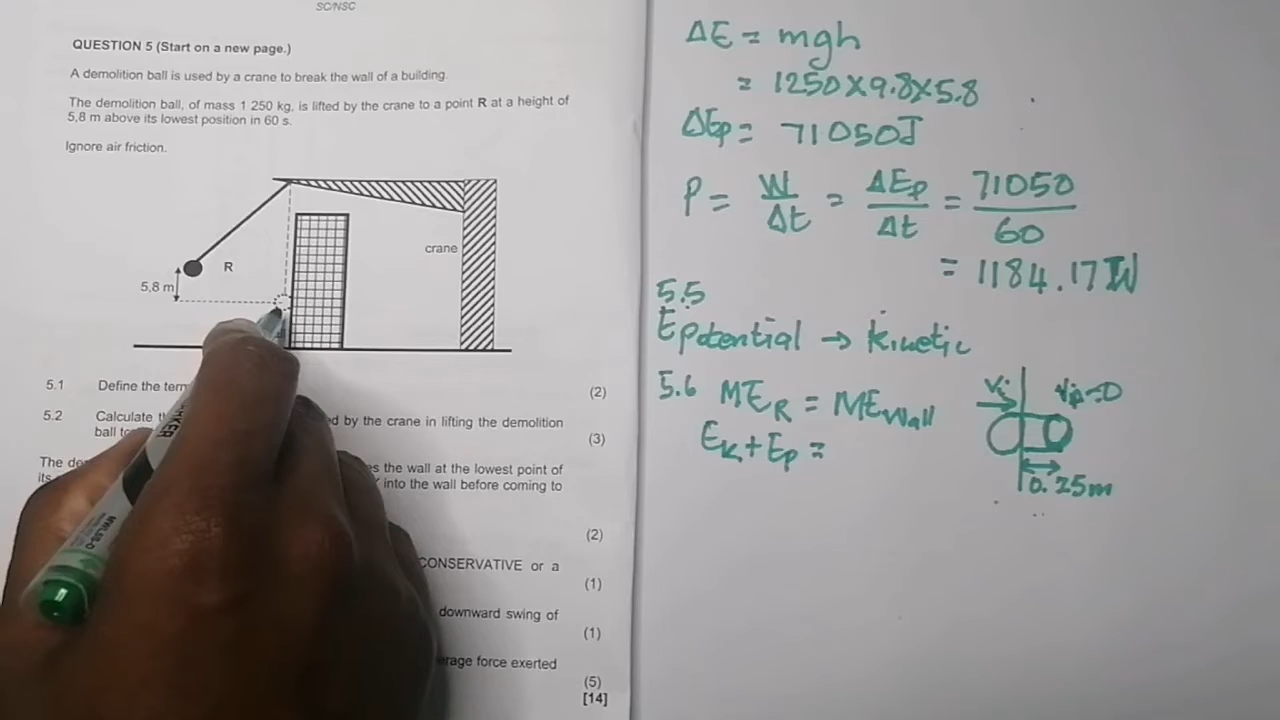 SC/NSC
QUESTION 5 (Start on a new page.)
A demolition ball is used by a crane to break the wall of a building.
The demolition ball, of mass 1 250 kg, is lifted by the crane to a point R at a height of
5,8 m above its lowest position in 60 s.
Ignore air friction.
R
crane
5,8 m
5.1 Define the (2)
5.2 Calculate by the crane in lifting the demolition
ball (3)
The the wall at the lowest point of
its into the wall before coming to
(2)
CONSERVATIVE or a
(1)
downward swing of
(1)
force exerted
(5)
[14]
ΔE = mgh
= 1250×9.8×5.8
ΔEp = 71050J
P = W/Δt = ΔEp/Δt = 71050/60
= 1184.17W
5.5
Epotential → kinetic
5.6 MER = MEWall
Ek + Ep =
Vi
0.25m